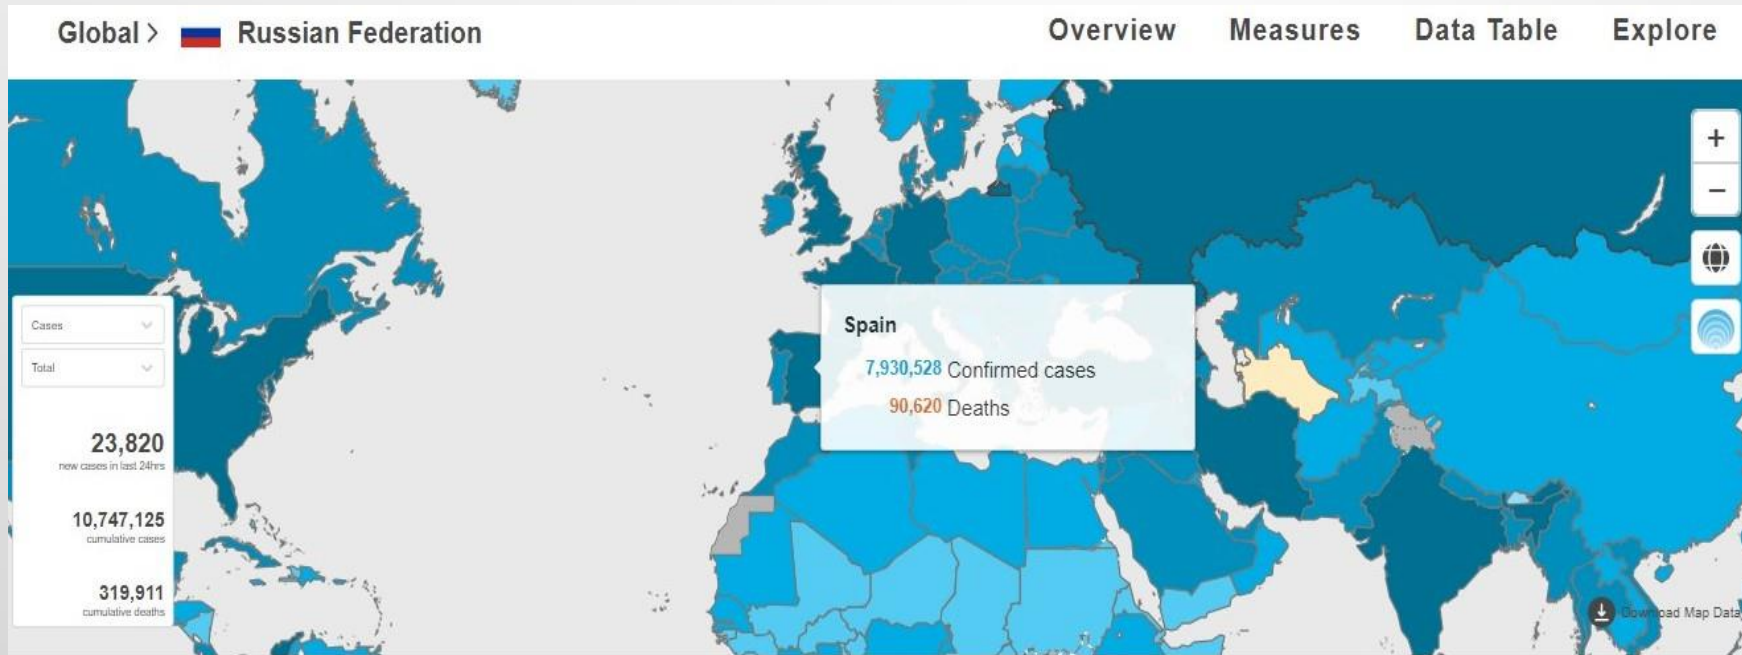 Global > Russian Federation
Overview Measures Data Table Explore
+
−
Cases
Total
23,820
new cases in last 24hrs
10,747,125
cumulative cases
319,911
cumulative deaths
Spain
7,930,528 Confirmed cases
90,620 Deaths
Download Map Data